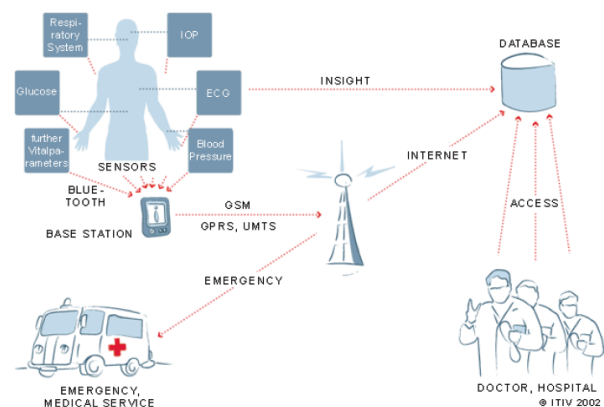 Respi-
ratory
System
IOP
Glucose
ECG
further
Vitalpa-
rameters
Blood
Pressure
SENSORS
BLUE-
TOOTH
BASE STATION
GSM
GPRS, UMTS
INSIGHT
DATABASE
INTERNET
ACCESS
EMERGENCY
EMERGENCY,
MEDICAL SERVICE
DOCTOR, HOSPITAL
© ITIV 2002